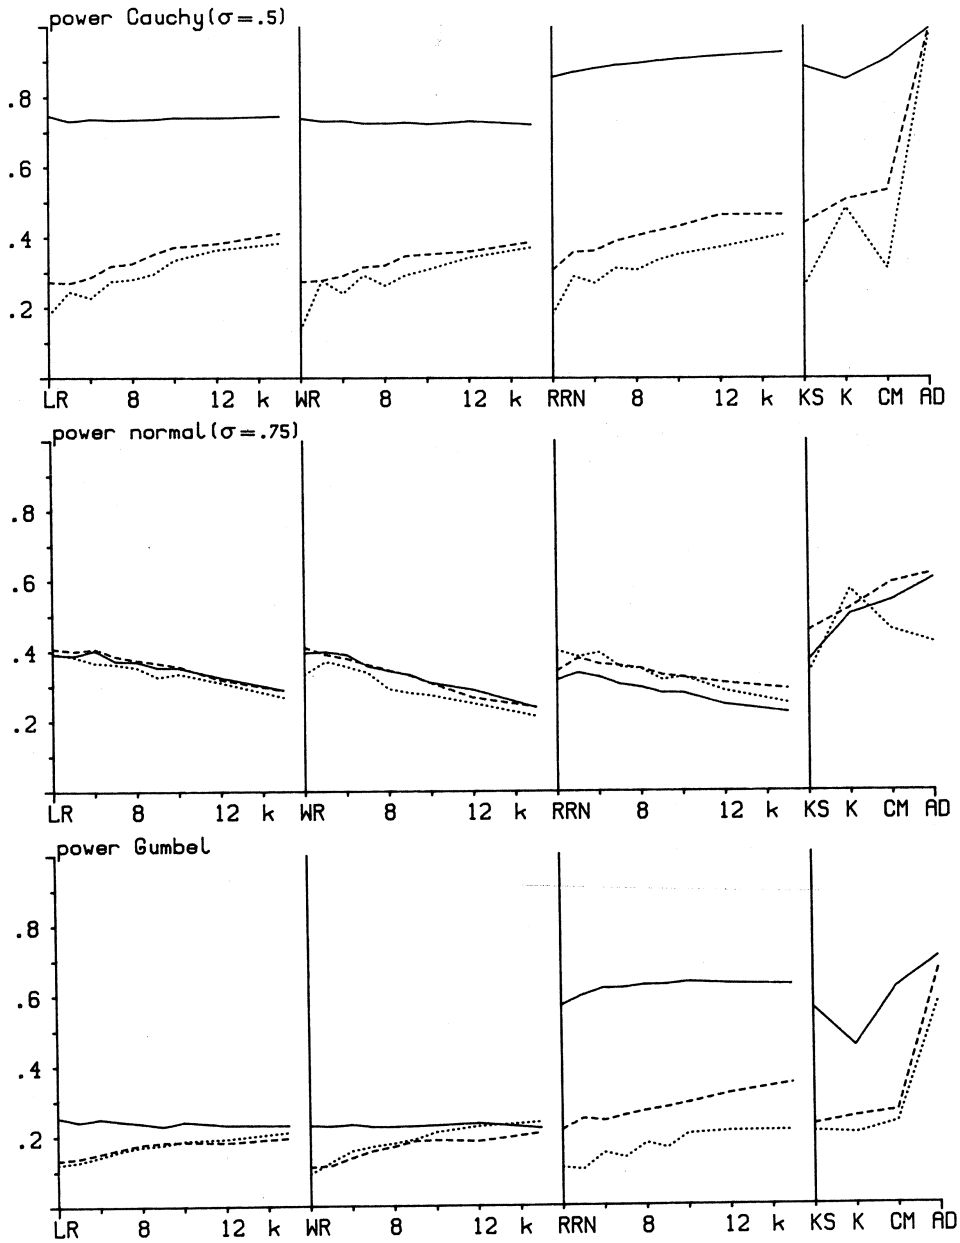 power Cauchy(σ=.5)
.8
.6
.4
.2
LR 8 12 k WR 8 12 k RRN 8 12 k KS K CM AD
power normal(σ=.75)
.8
.6
.4
.2
LR 8 12 k WR 8 12 k RRN 8 12 k KS K CM AD
power Gumbel
.8
.6
.4
.2
LR 8 12 k WR 8 12 k RRN 8 12 k KS K CM AD